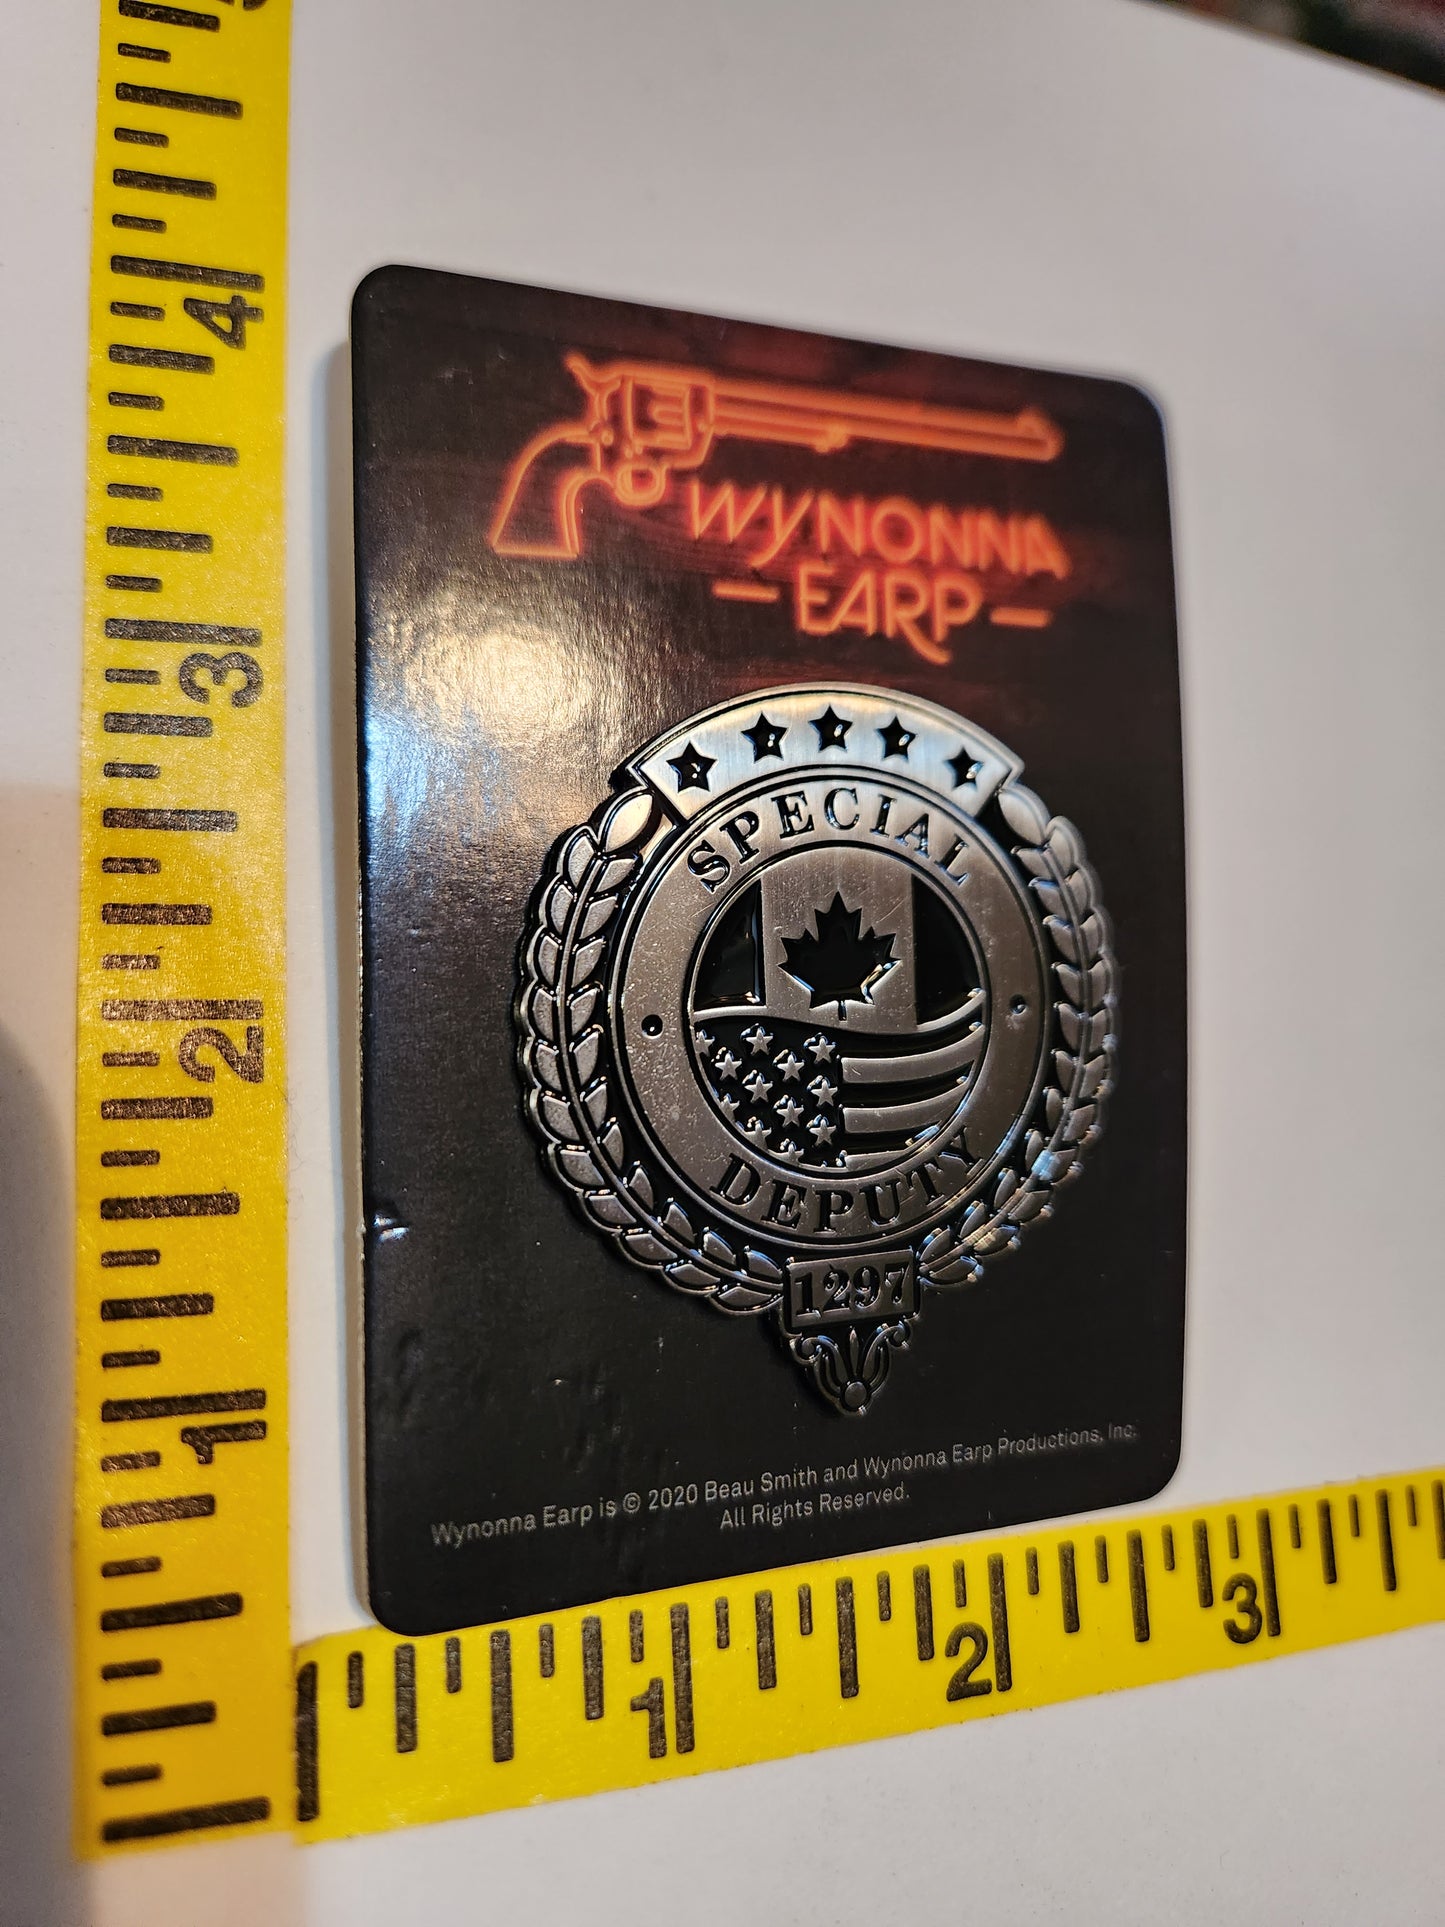 WYNONNA
EARP
SPECIAL
DEPUTY
1297
Wynonna Earp is © 2020 Beau Smith and Wynonna Earp Productions, Inc.
All Rights Reserved.
4
3
2
1
1 2 3